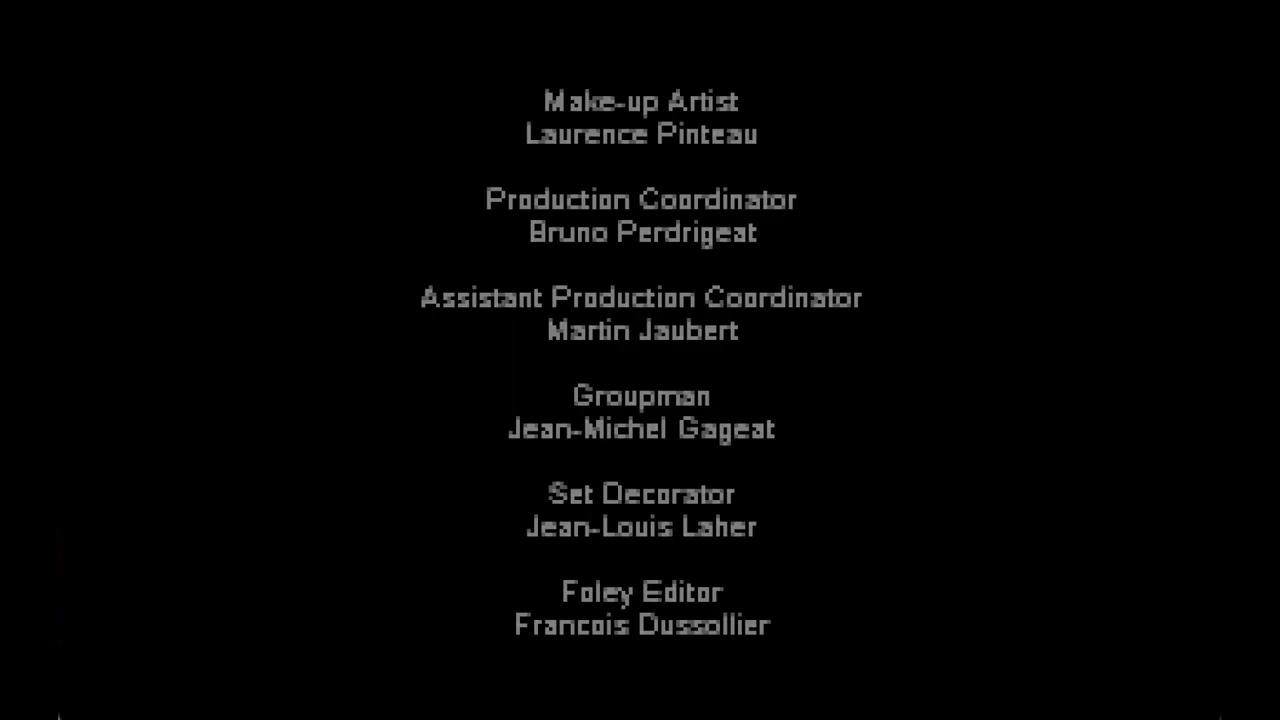 Make-up Artist
Laurence Pinteau
Production Coordinator
Bruno Perdrigeat
Assistant Production Coordinator
Martin Jaubert
Groupman
Jean-Michel Gageat
Set Decorator
Jean-Louis Laher
Foley Editor
Francois Dussollier